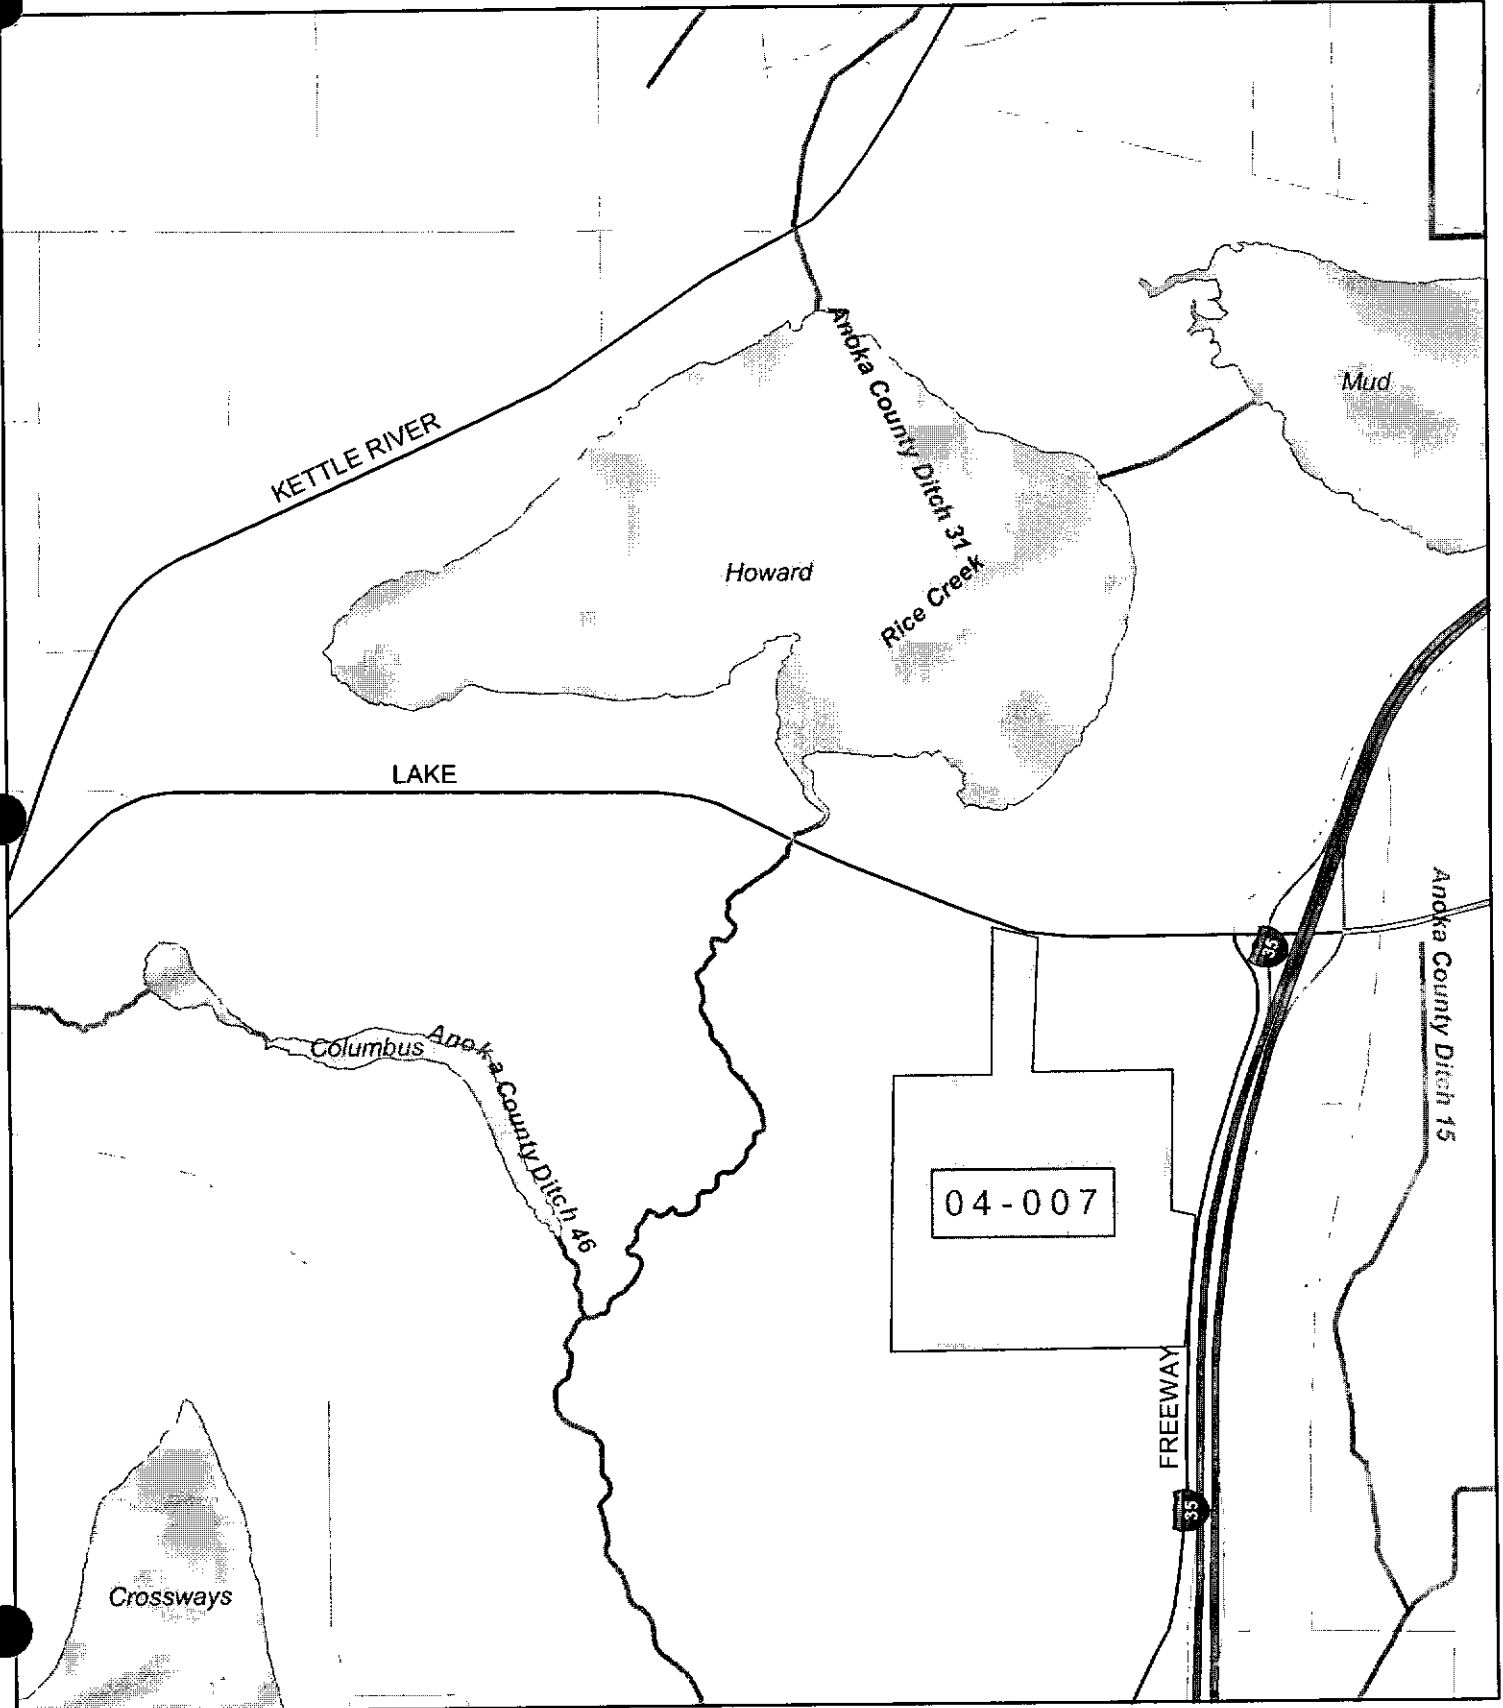 Anoka County Ditch 31
Mud
KETTLE RIVER
Howard
Rice Creek
LAKE
Anoka County Ditch 15
35
Columbus
Anoka County Ditch 46
04-007
FREEWAY
35
Crossways